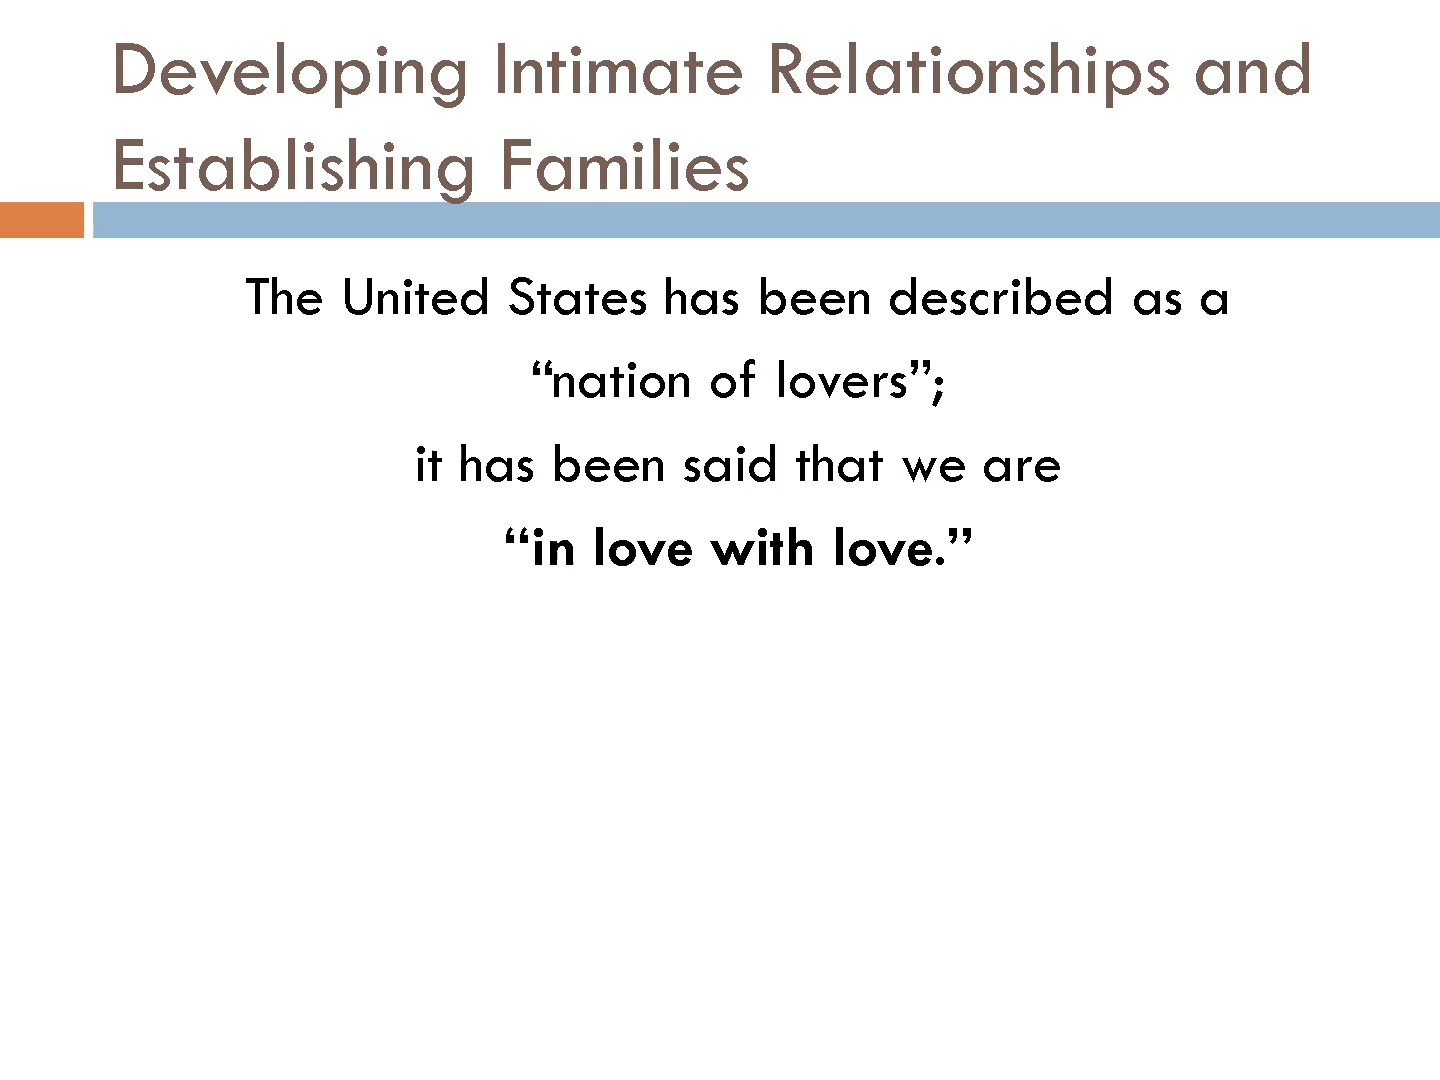 Developing Intimate Relationships and
Establishing Families
The United States has been described as a
“nation of lovers”;
it has been said that we are
“in love with love.”